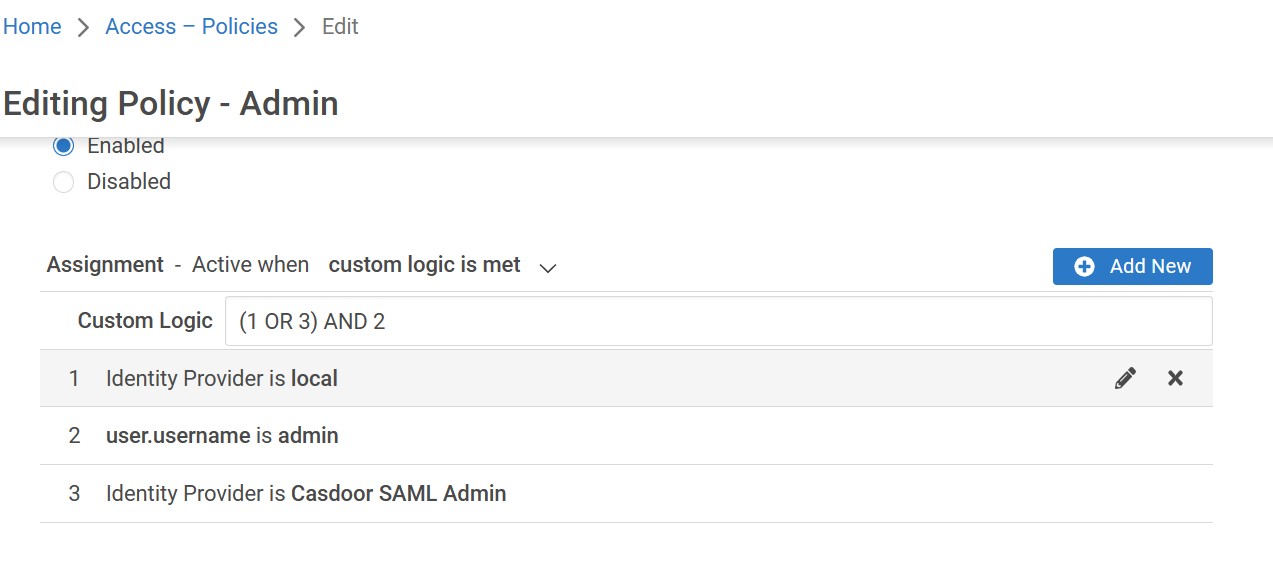 Home > Access – Policies > Edit
Editing Policy - Admin
Enabled
Disabled
Assignment - Active when custom logic is met
Add New
Custom Logic (1 OR 3) AND 2
1 Identity Provider is local
2 user.username is admin
3 Identity Provider is Casdoor SAML Admin